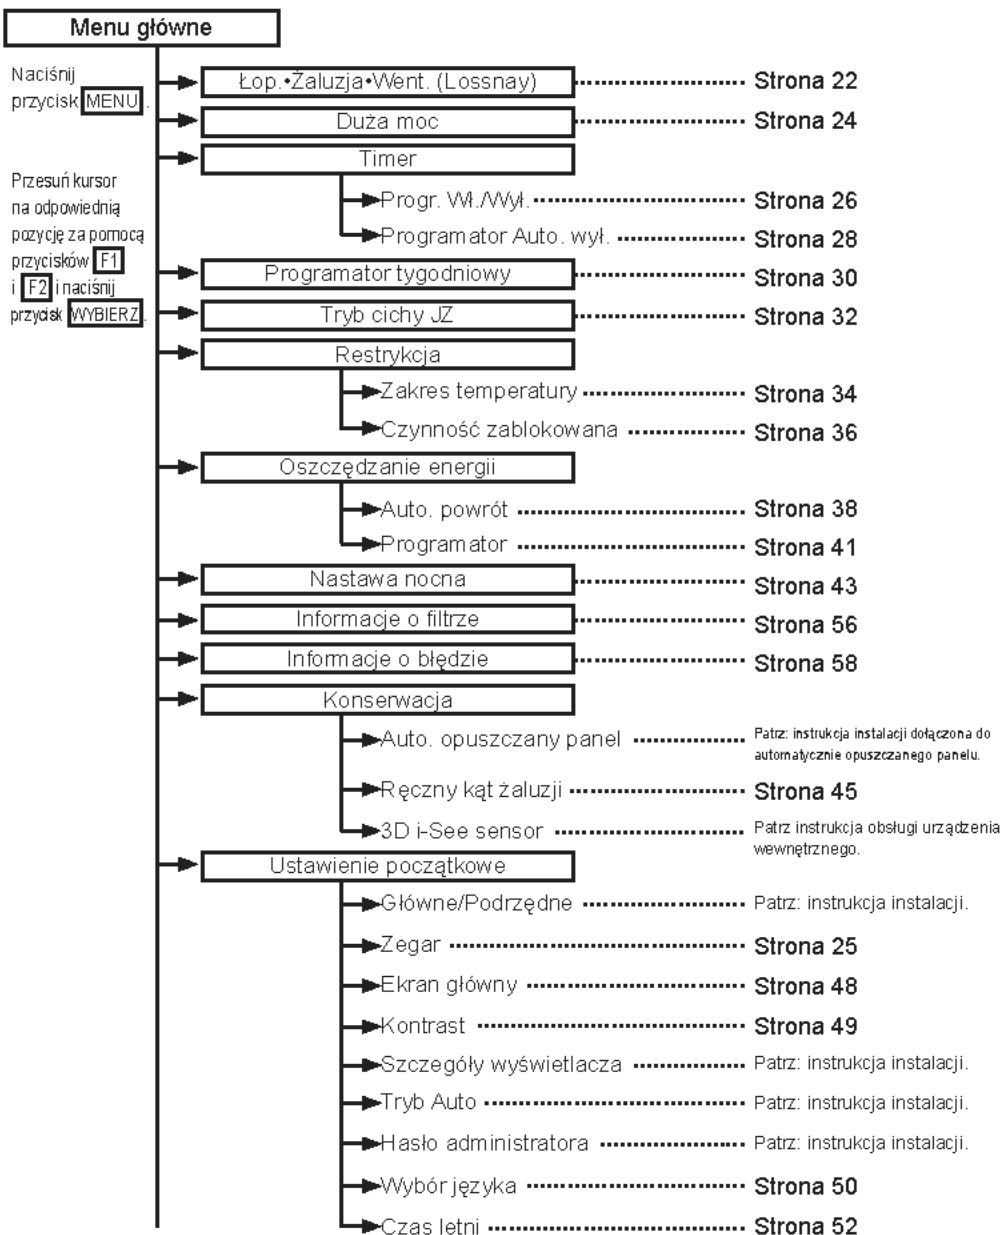 Menu główne
Naciśnij
przycisk MENU.
Łop.•Żaluzja•Went. (Lossnay) Strona 22
Duża moc Strona 24
Timer
Przesuń kursor
na odpowiednią
pozycję za pomocą
przycisków F1
i F2 i naciśnij
przycisk WYBIERZ.
Progr. Wł./Wył. Strona 26
Programator Auto. wył. Strona 28
Programator tygodniowy Strona 30
Tryb cichy JZ Strona 32
Restrykcja
Zakres temperatury Strona 34
Czynność zablokowana Strona 36
Oszczędzanie energii
Auto. powrót Strona 38
Programator Strona 41
Nastawa nocna Strona 43
Informacje o filtrze Strona 56
Informacje o błędzie Strona 58
Konserwacja
Auto. opuszczany panel Patrz: instrukcja instalacji dołączona do
automatycznie opuszczanego panelu.
Ręczny kąt żaluzji Strona 45
3D i-See sensor Patrz instrukcja obsługi urządzenia
wewnętrznego.
Ustawienie początkowe
Główne/Podrzędne Patrz: instrukcja instalacji.
Zegar Strona 25
Ekran główny Strona 48
Kontrast Strona 49
Szczegóły wyświetlacza Patrz: instrukcja instalacji.
Tryb Auto Patrz: instrukcja instalacji.
Hasło administratora Patrz: instrukcja instalacji.
Wybór języka Strona 50
Czas letni Strona 52